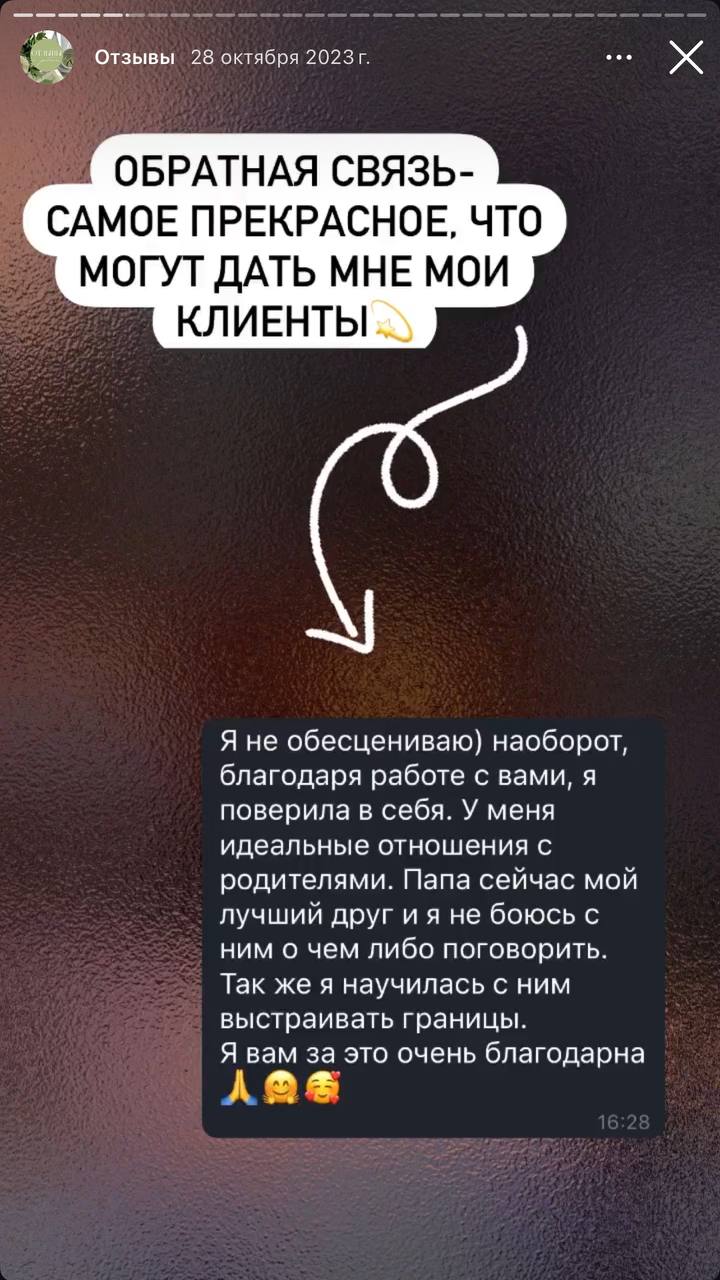 Отзывы 28 октября 2023 г.
ОБРАТНАЯ СВЯЗЬ-
САМОЕ ПРЕКРАСНОЕ, ЧТО
МОГУТ ДАТЬ МНЕ МОИ
КЛИЕНТЫ💫
Я не обесцениваю) наоборот,
благодаря работе с вами, я
поверила в себя. У меня
идеальные отношения с
родителями. Папа сейчас мой
лучший друг и я не боюсь с
ним о чем либо поговорить.
Так же я научилась с ним
выстраивать границы.
Я вам за это очень благодарна
🙏🤗🥰
16:28